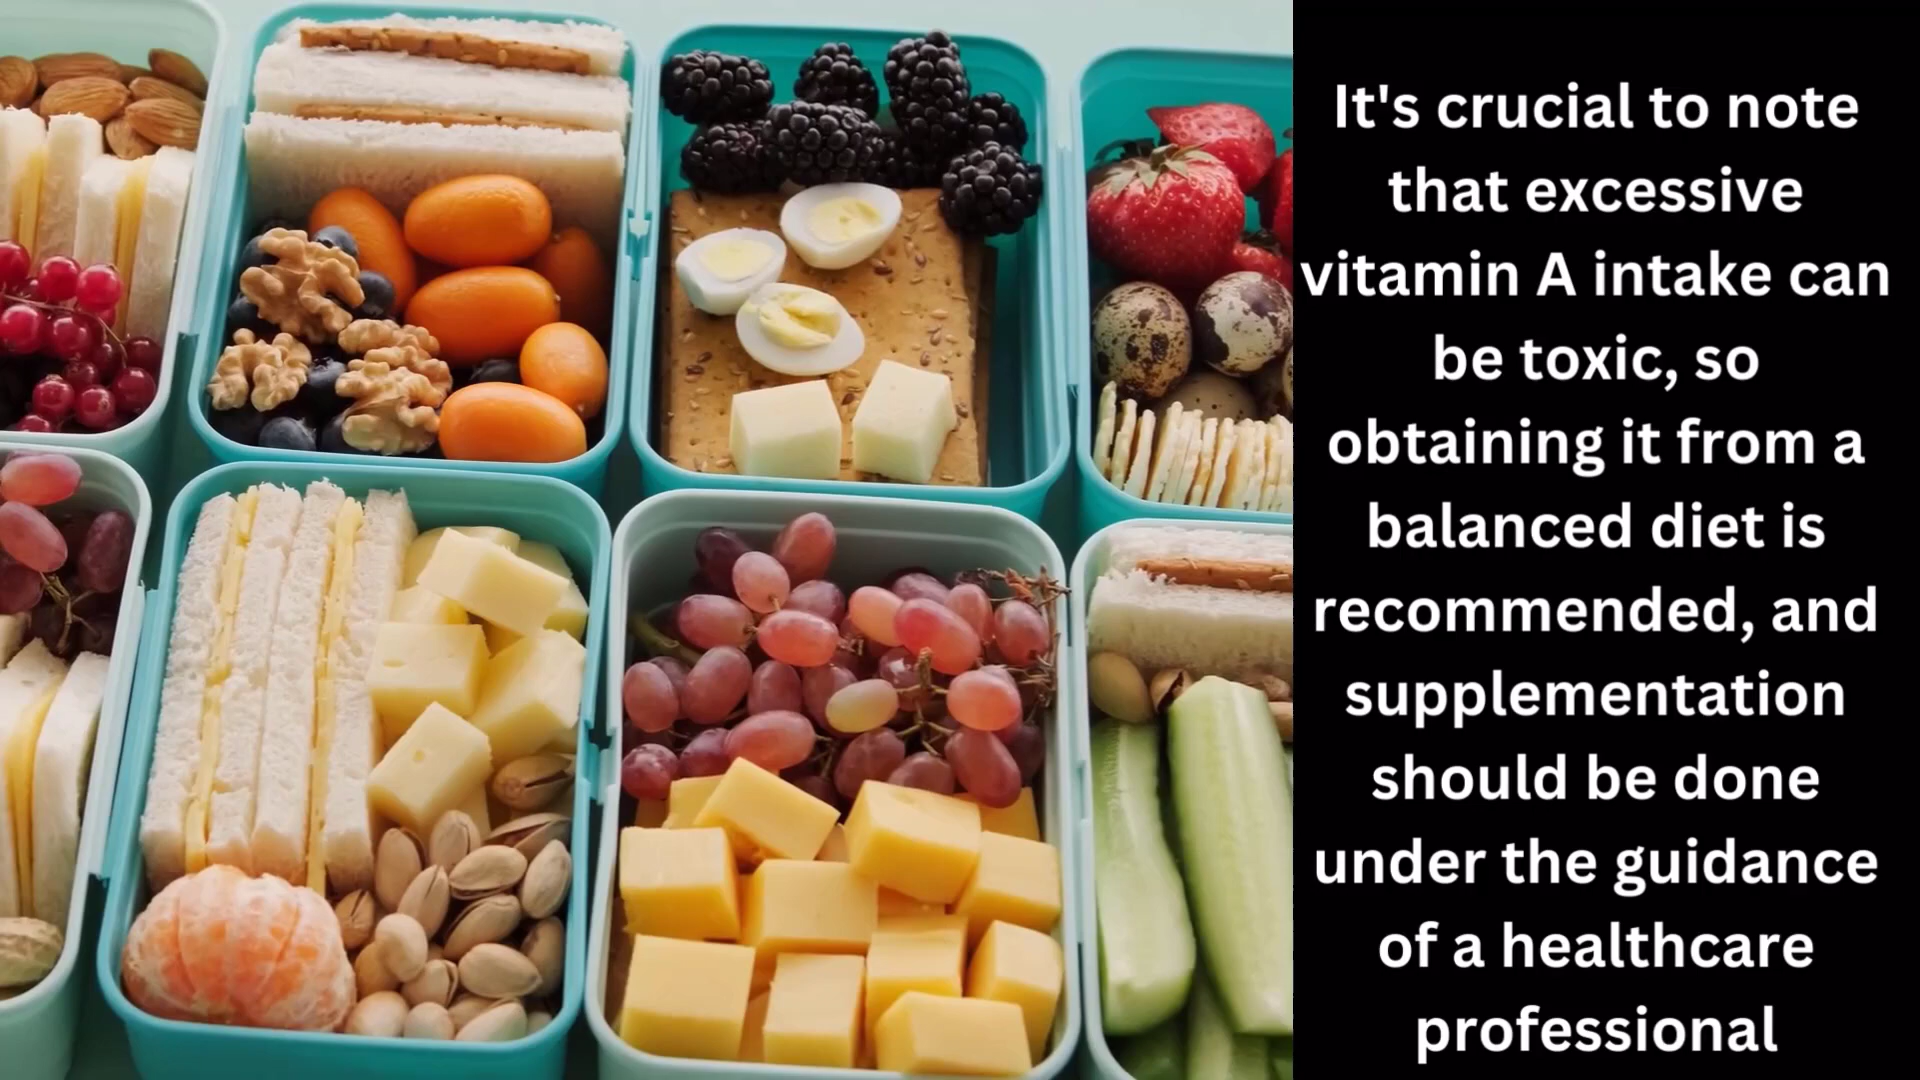 It's crucial to note
that excessive
vitamin A intake can
be toxic, so
obtaining it from a
balanced diet is
recommended, and
supplementation
should be done
under the guidance
of a healthcare
professional